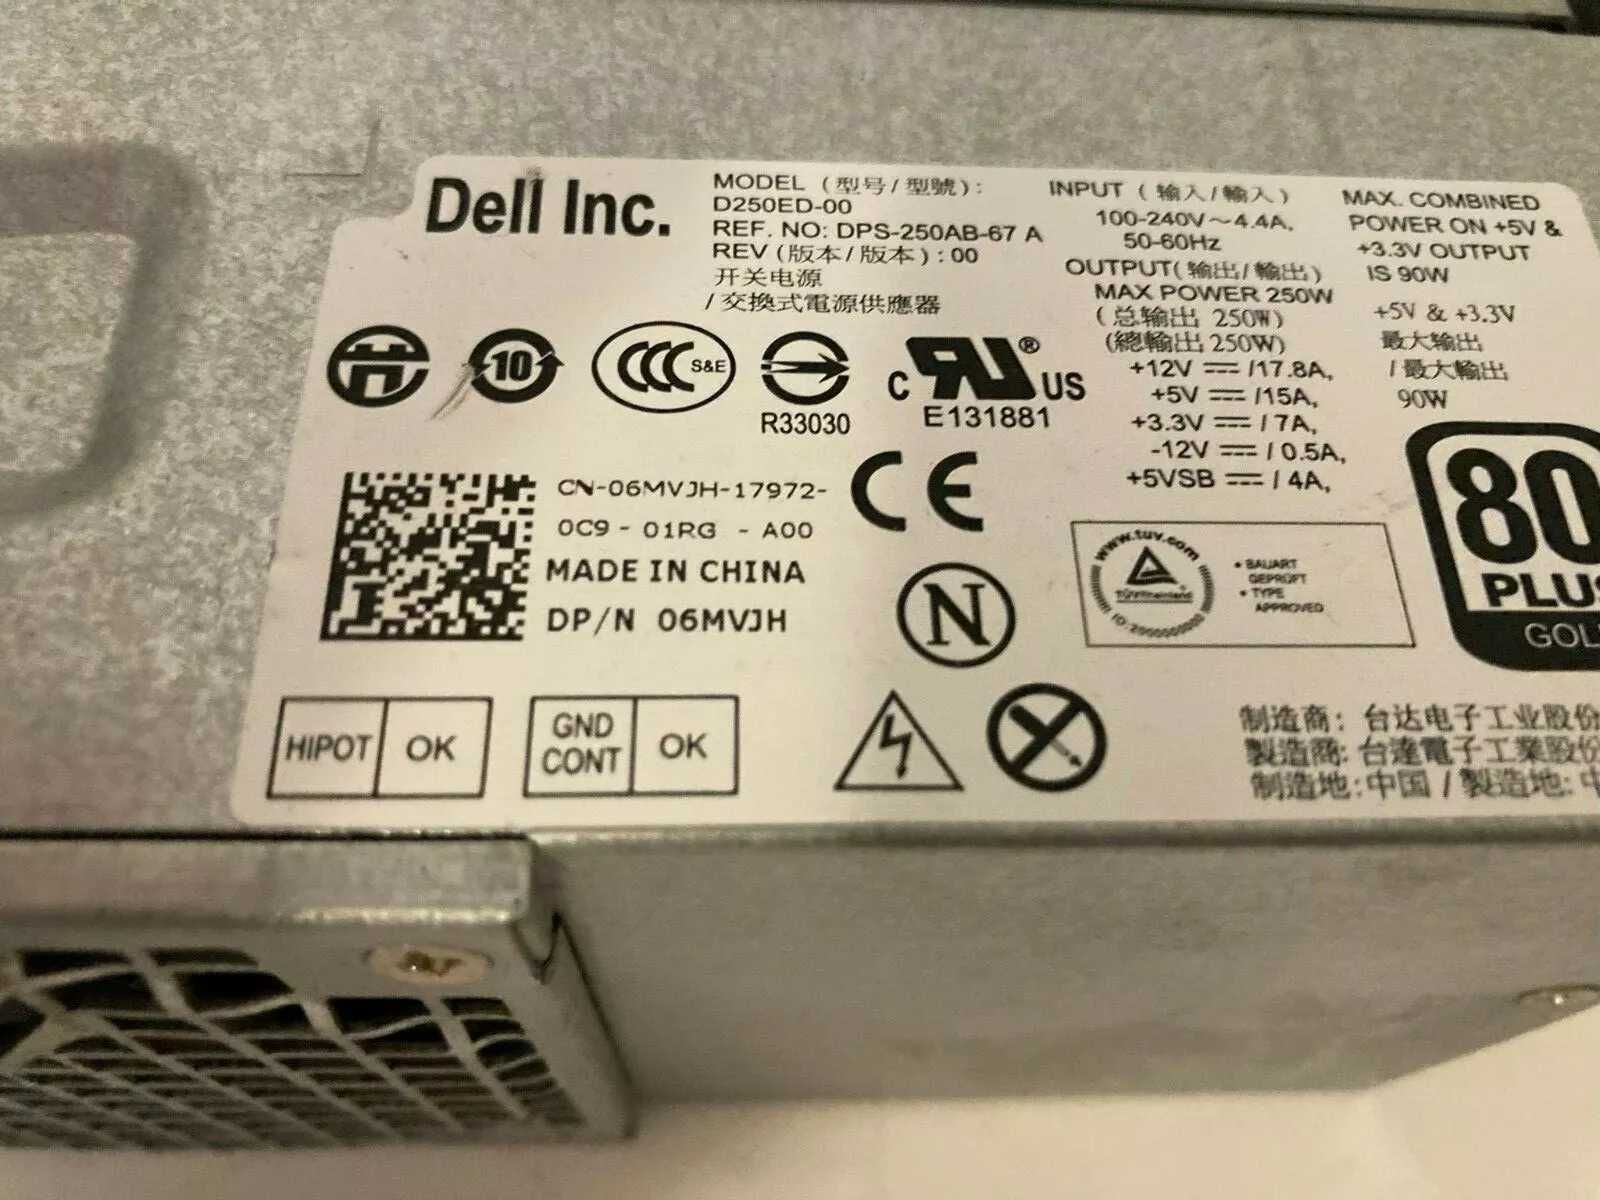 Dell Inc.
MODEL (型号/型號):
D250ED-00
REF. NO: DPS-250AB-67 A
REV (版本/版本):00
开关电源
/交換式電源供應器
INPUT (输入/輸入)
100-240V~4.4A,
50-60Hz
OUTPUT(输出/輸出)
MAX POWER 250W
(总输出 250W)
(總輸出 250W)
+12V ⎓ /17.8A,
+5V ⎓ /15A,
+3.3V ⎓ / 7A,
-12V ⎓ / 0.5A,
+5VSB ⎓ / 4A,
MAX. COMBINED
POWER ON +5V &
+3.3V OUTPUT
IS 90W
+5V & +3.3V
最大输出
/最大輸出
90W
10
CCC S&E
R33030
c RU® US
E131881
CN-06MVJH-17972-
0C9 - 01RG - A00
MADE IN CHINA
DP/N 06MVJH
CE
N
www.tuv.com
TÜVRheinland
ID:2000000000
• BAUART
GEPRÜFT
• TYPE
APPROVED
80
PLUS
GOL
HIPOT OK
GND
CONT OK
制造商: 台达电子工业股份
製造商: 台達電子工業股份
制造地:中国 / 製造地:中